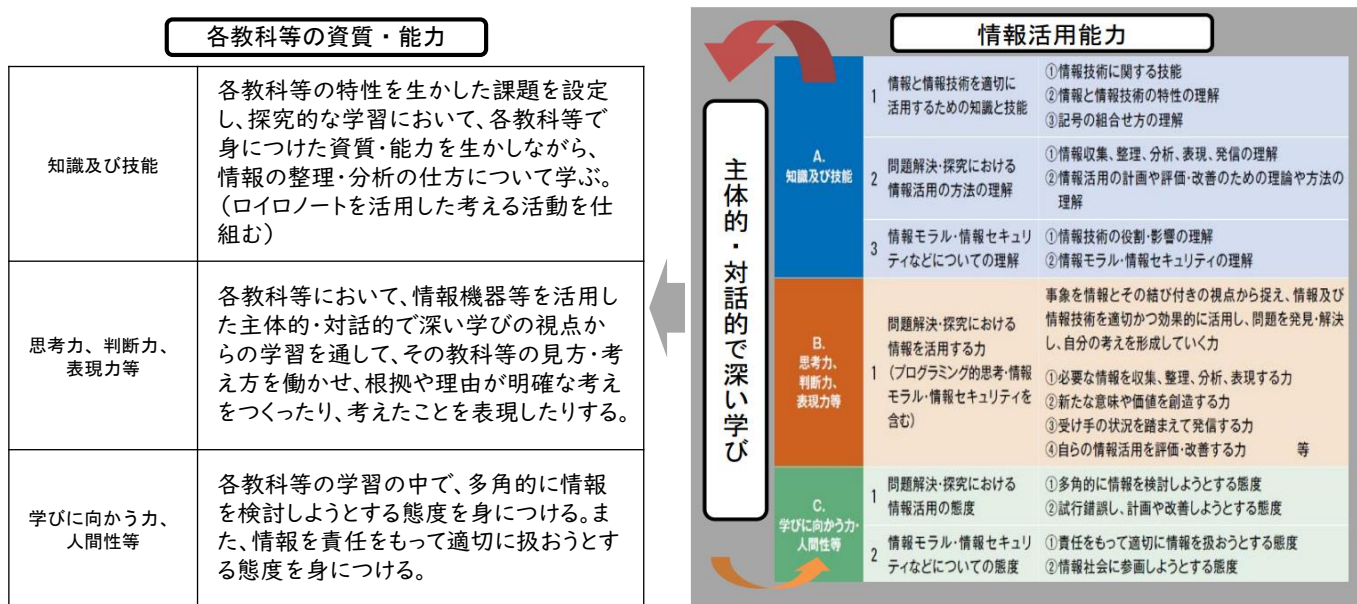 各教科等の資質・能力
知識及び技能
各教科等の特性を生かした課題を設定
し、探究的な学習において、各教科等で
身につけた資質・能力を生かしながら、
情報の整理・分析の仕方について学ぶ。
(ロイロノートを活用した考える活動を仕
組む)
思考力、判断力、
表現力等
各教科等において、情報機器等を活用し
た主体的・対話的で深い学びの視点か
らの学習を通して、その教科等の見方・考
え方を働かせ、根拠や理由が明確な考え
をつくったり、考えたことを表現したりする。
学びに向かう力、
人間性等
各教科等の学習の中で、多角的に情報
を検討しようとする態度を身につける。ま
た、情報を責任をもって適切に扱おうとす
る態度を身につける。
主体的・対話的で深い学び
情報活用能力
A.
知識及び技能
1
情報と情報技術を適切に
活用するための知識と技能
①情報技術に関する技能
②情報と情報技術の特性の理解
③記号の組合せ方の理解
2
問題解決・探究における
情報活用の方法の理解
①情報収集、整理、分析、表現、発信の理解
②情報活用の計画や評価・改善のための理論や方法の
理解
3
情報モラル・情報セキュリ
ティなどについての理解
①情報技術の役割・影響の理解
②情報モラル・情報セキュリティの理解
B.
思考力、
判断力、
表現力等
1
問題解決・探究における
情報を活用する力
(プログラミング的思考・情報
モラル・情報セキュリティを
含む)
事象を情報とその結び付きの視点から捉え、情報及び
情報技術を適切かつ効果的に活用し、問題を発見・解決
し、自分の考えを形成していく力
①必要な情報を収集、整理、分析、表現する力
②新たな意味や価値を創造する力
③受け手の状況を踏まえて発信する力
④自らの情報活用を評価・改善する力 等
C.
学びに向かう力・
人間性等
1
問題解決・探究における
情報活用の態度
①多角的に情報を検討しようとする態度
②試行錯誤し、計画や改善しようとする態度
2
情報モラル・情報セキュリ
ティなどについての態度
①責任をもって適切に情報を扱おうとする態度
②情報社会に参画しようとする態度